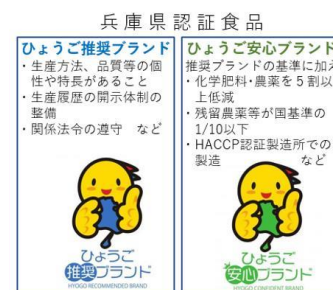 兵庫県認証食品
ひょうご推奨ブランド
・生産方法、品質等の個
性や特長があること
・生産履歴の開示体制の
整備
・関係法令の遵守 など
ひょうご
推奨ブランド
HYOGO RECOMMENDED BRAND
ひょうご安心ブランド
推奨ブランドの基準に加え
・化学肥料・農薬を5割以
上低減
・残留農薬等が国基準の
1/10以下
・HACCP認証製造所での
製造 など
ひょうご
安心ブランド
HYOGO CONFIDENT BRAND